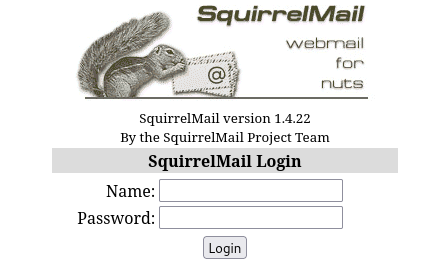 SquirrelMail
webmail
for
nuts
@
SquirrelMail version 1.4.22
By the SquirrelMail Project Team
SquirrelMail Login
Name:
Password:
Login